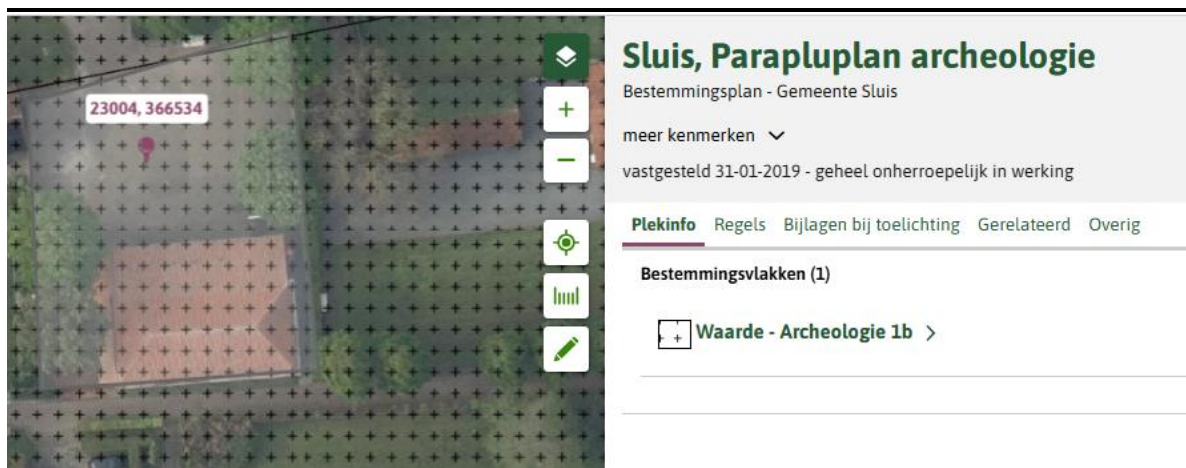 23004, 366534
Sluis, Parapluplan archeologie
Bestemmingsplan - Gemeente Sluis
meer kenmerken
vastgesteld 31-01-2019 - geheel onherroepelijk in werking
Plekinfo Regels Bijlagen bij toelichting Gerelateerd Overig
Bestemmingsvlakken (1)
Waarde - Archeologie 1b